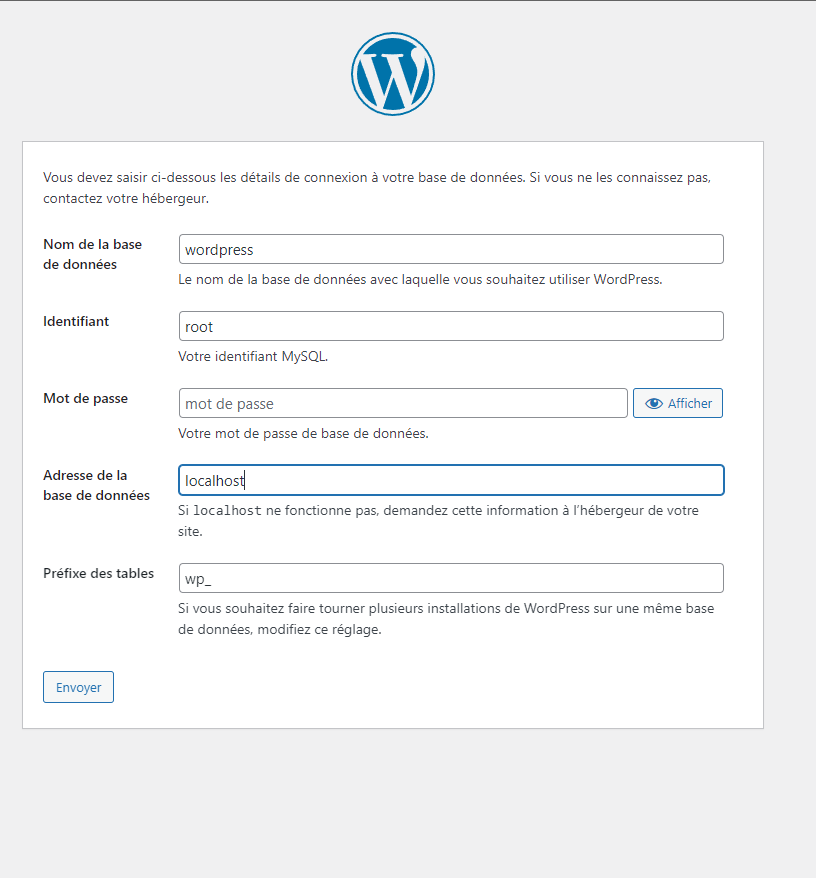 Vous devez saisir ci-dessous les détails de connexion à votre base de données. Si vous ne les connaissez pas,
contactez votre hébergeur.
Nom de la base
de données
wordpress
Le nom de la base de données avec laquelle vous souhaitez utiliser WordPress.
Identifiant
root
Votre identifiant MySQL.
Mot de passe
mot de passe
Afficher
Votre mot de passe de base de données.
Adresse de la
base de données
localhost
Si localhost ne fonctionne pas, demandez cette information à l’hébergeur de votre
site.
Préfixe des tables
wp_
Si vous souhaitez faire tourner plusieurs installations de WordPress sur une même base
de données, modifiez ce réglage.
Envoyer